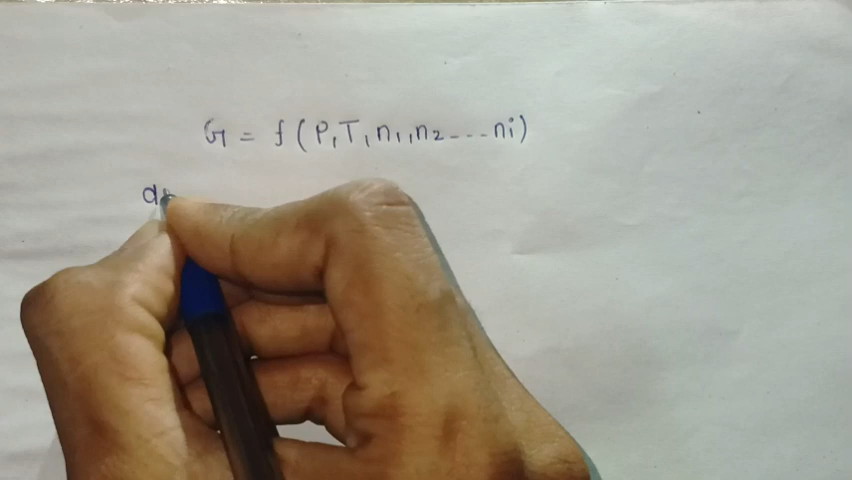 G = f (P, T, n1, n2 ---- ni)
d